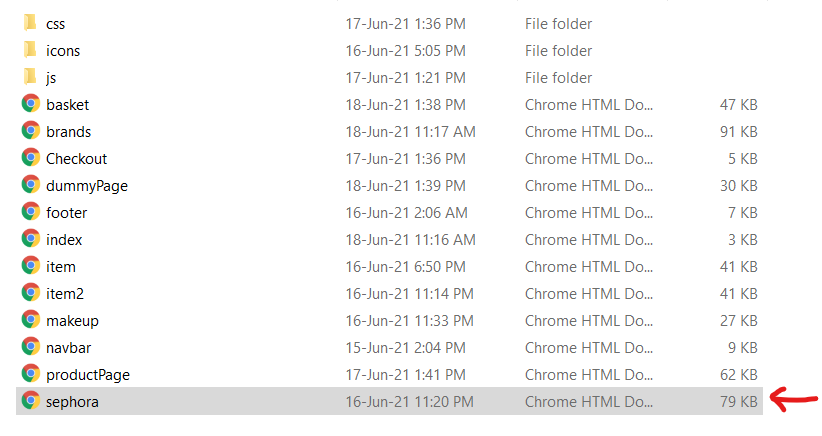 css 17-Jun-21 1:36 PM File folder
icons 16-Jun-21 5:05 PM File folder
js 17-Jun-21 1:21 PM File folder
basket 18-Jun-21 1:38 PM Chrome HTML Do... 47 KB
brands 18-Jun-21 11:17 AM Chrome HTML Do... 91 KB
Checkout 17-Jun-21 1:36 PM Chrome HTML Do... 5 KB
dummyPage 18-Jun-21 1:39 PM Chrome HTML Do... 30 KB
footer 16-Jun-21 2:06 AM Chrome HTML Do... 7 KB
index 18-Jun-21 11:16 AM Chrome HTML Do... 3 KB
item 16-Jun-21 6:50 PM Chrome HTML Do... 41 KB
item2 16-Jun-21 11:14 PM Chrome HTML Do... 41 KB
makeup 16-Jun-21 11:33 PM Chrome HTML Do... 27 KB
navbar 15-Jun-21 2:04 PM Chrome HTML Do... 9 KB
productPage 17-Jun-21 1:41 PM Chrome HTML Do... 62 KB
sephora 16-Jun-21 11:20 PM Chrome HTML Do... 79 KB